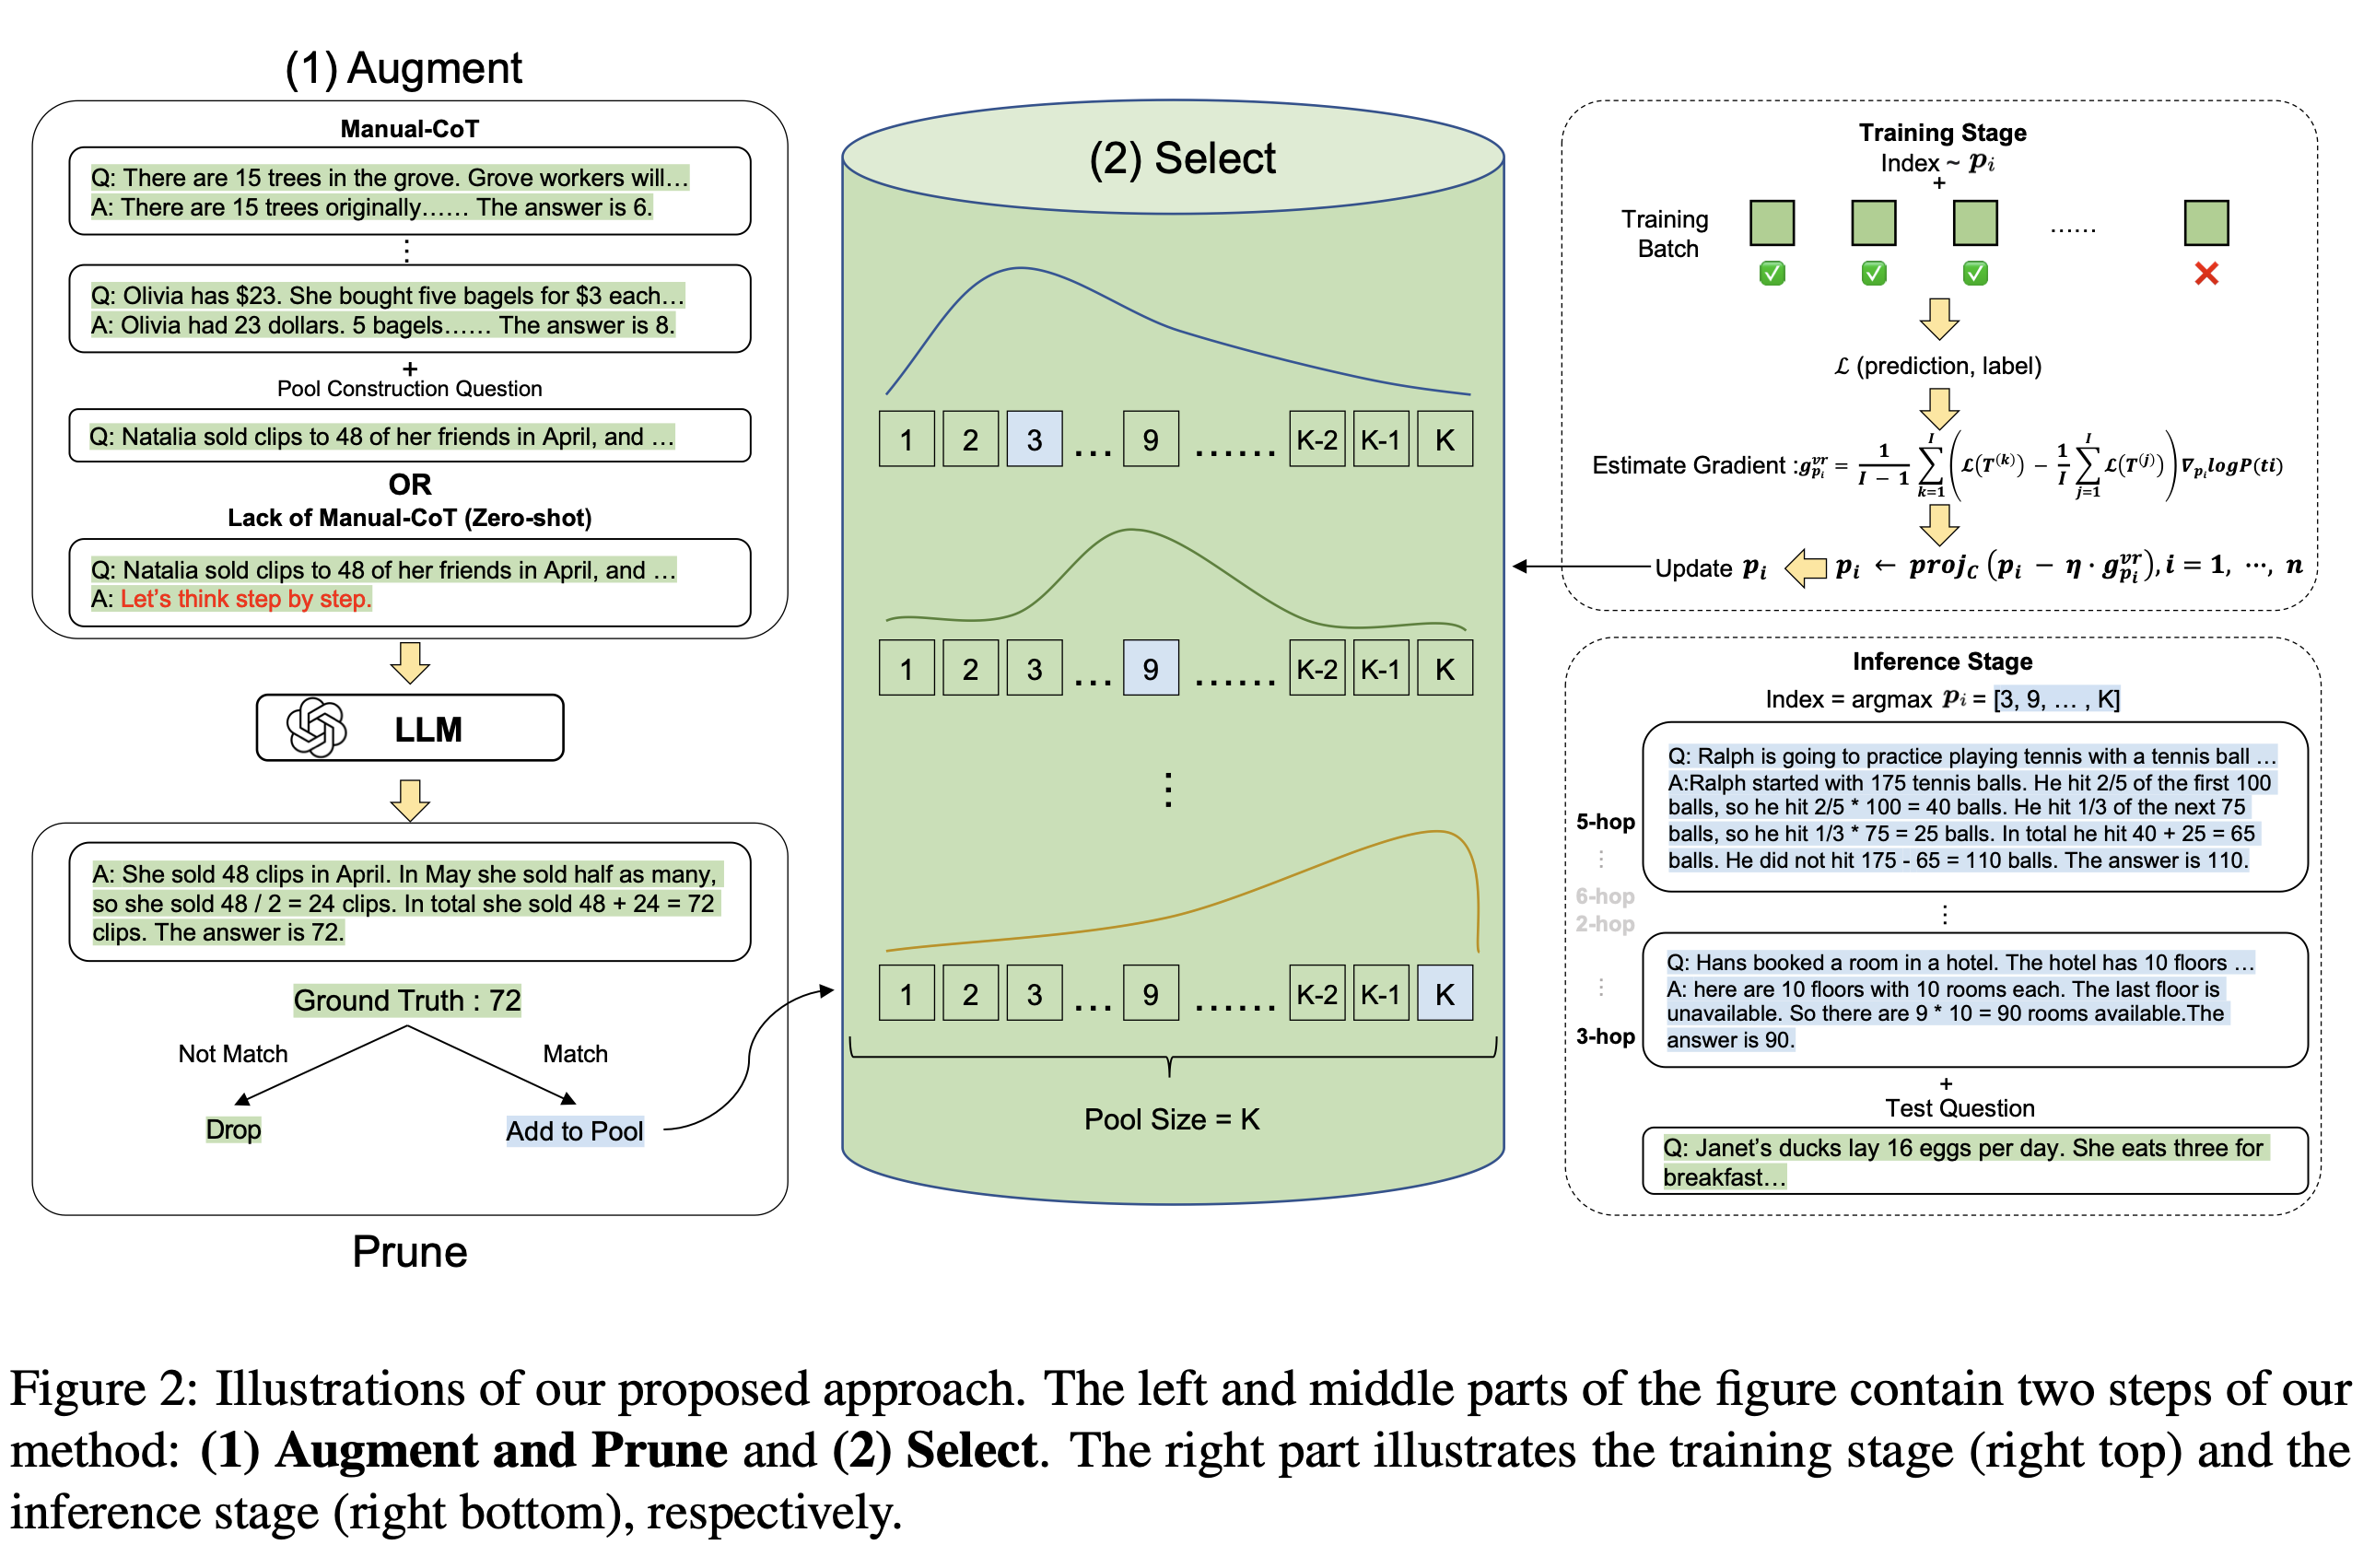 (1) Augment
Manual-CoT
Q: There are 15 trees in the grove. Grove workers will…
A: There are 15 trees originally…… The answer is 6.
⋮
Q: Olivia has $23. She bought five bagels for $3 each…
A: Olivia had 23 dollars. 5 bagels…… The answer is 8.
+
Pool Construction Question
Q: Natalia sold clips to 48 of her friends in April, and …
OR
Lack of Manual-CoT (Zero-shot)
Q: Natalia sold clips to 48 of her friends in April, and …
A: Let's think step by step.
LLM
A: She sold 48 clips in April. In May she sold half as many,
so she sold 48 / 2 = 24 clips. In total she sold 48 + 24 = 72
clips. The answer is 72.
Ground Truth : 72
Not Match Match
Drop Add to Pool
Prune
(2) Select
1 2 3 ... 9 ...... K-2 K-1 K
1 2 3 ... 9 ...... K-2 K-1 K
⋮
1 2 3 ... 9 ...... K-2 K-1 K
Pool Size = K
Training Stage
Index ~ p_i
+
Training
Batch
……
✅ ✅ ✅ ❌
ℒ (prediction, label)
Estimate Gradient :g^{vr}_{p_i} = \frac{1}{I - 1} \sum_{k=1}^{I} (ℒ(T^{(k)}) - \frac{1}{I} \sum_{j=1}^{I} ℒ(T^{(j)})) ∇_{p_i} logP(ti)
Update p_i p_i ← proj_C (p_i - η · g^{vr}_{p_i}), i = 1, ⋯, n
Inference Stage
Index = argmax p_i = [3, 9, … , K]
Q: Ralph is going to practice playing tennis with a tennis ball …
A:Ralph started with 175 tennis balls. He hit 2/5 of the first 100
balls, so he hit 2/5 * 100 = 40 balls. He hit 1/3 of the next 75
balls, so he hit 1/3 * 75 = 25 balls. In total he hit 40 + 25 = 65
balls. He did not hit 175 - 65 = 110 balls. The answer is 110.
5-hop
⋮
6-hop
2-hop
⋮
3-hop
⋮
Q: Hans booked a room in a hotel. The hotel has 10 floors …
A: here are 10 floors with 10 rooms each. The last floor is
unavailable. So there are 9 * 10 = 90 rooms available.The
answer is 90.
+
Test Question
Q: Janet's ducks lay 16 eggs per day. She eats three for
breakfast…
Figure 2: Illustrations of our proposed approach. The left and middle parts of the figure contain two steps of our
method: (1) Augment and Prune and (2) Select. The right part illustrates the training stage (right top) and the
inference stage (right bottom), respectively.